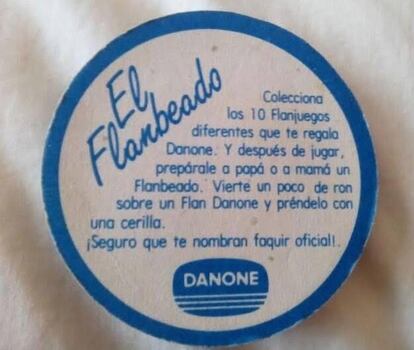 El
Flanbeado
Colecciona
los 10 Flanjuegos
diferentes que te regala
Danone. Y después de jugar,
prepárale a papá o a mamá un
Flanbeado. Vierte un poco de ron
sobre un Flan Danone y préndelo con
una cerilla.
¡Seguro que te nombran faquir oficial!.
DANONE